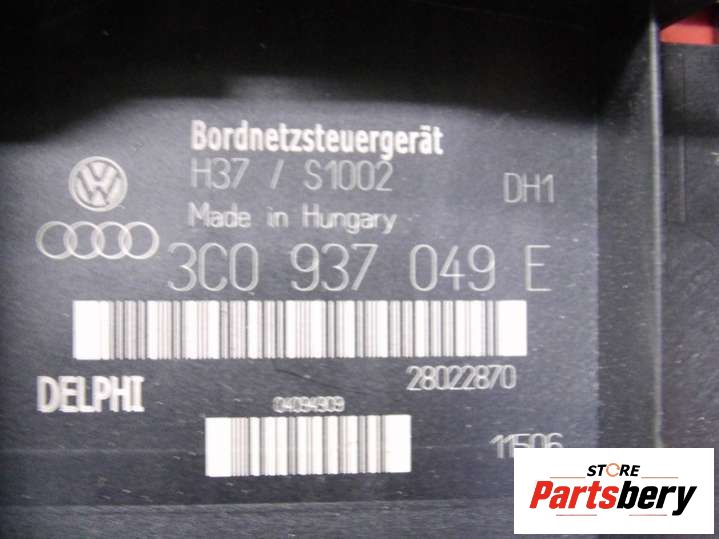 Bordnetzsteuergerät
H37 / S1002
DH1
Made in Hungary
3C0 937 049 E
28022870
DELPHI
04094909
11506
STORE
Partsbery